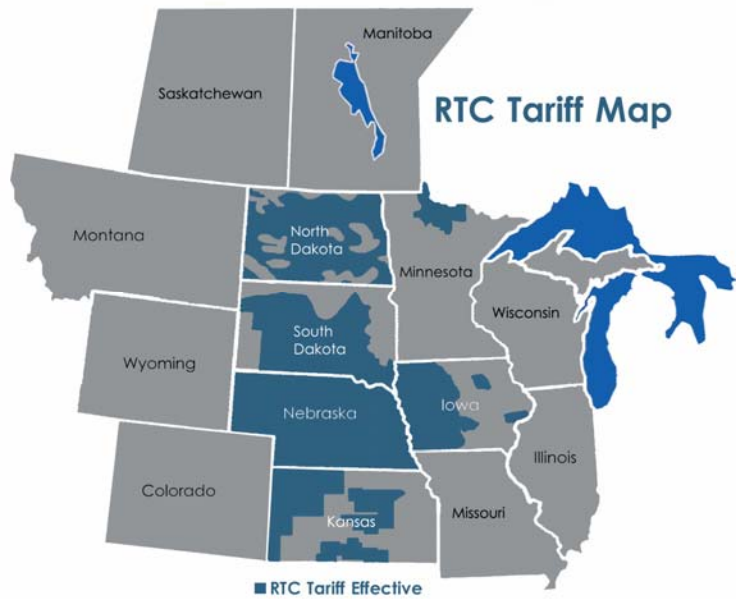 Manitoba
Saskatchewan
RTC Tariff Map
Montana
North
Dakota
Minnesota
Wisconsin
South
Dakota
Wyoming
Nebraska
Iowa
Illinois
Colorado
Kansas
Missouri
RTC Tariff Effective